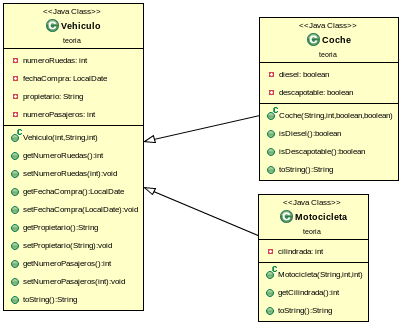 <<Java Class>>
Vehiculo
teoria
numeroRuedas: int
fechaCompra: LocalDate
propietario: String
numeroPasajeros: int
Vehiculo(int,String,int)
getNumeroRuedas():int
setNumeroRuedas(int):void
getFechaCompra():LocalDate
setFechaCompra(LocalDate):void
getPropietario():String
setPropietario(String):void
getNumeroPasajeros():int
setNumeroPasajeros(int):void
toString():String
<<Java Class>>
Coche
teoria
diesel: boolean
descapotable: boolean
Coche(String,int,boolean,boolean)
isDiesel():boolean
isDescapotable():boolean
toString():String
<<Java Class>>
Motocicleta
teoria
cilindrada: int
Motocicleta(String,int,int)
getCilindrada():int
toString():String